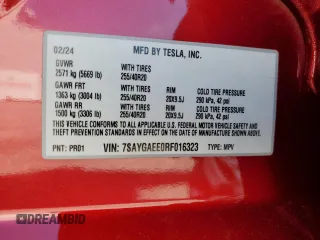 02/24 MFD BY TESLA, INC.
GVWR WITH TIRES
2571 kg (5669 lb) 255/40R20
GAWR FRT WITH TIRES RIM COLD TIRE PRESSURE
1363 kg (3004 lb) 255/40R20 20X9.5J 290 kPa, 42 psi
GAWR RR WITH TIRES RIM COLD TIRE PRESSURE
1500 kg (3306 lb) 255/40R20 20X9.5J 290 kPa, 42 psi
THIS VEHICLE CONFORMS TO ALL APPLICABLE U.S. FEDERAL MOTOR VEHICLE
SAFETY, BUMPER, AND THEFT PREVENTION STANDARDS IN
EFFECT ON THE DATE OF MANUFACTURE SHOWN ABOVE.
PNT: PR01 VIN: 7SAYGAEE0RF016323 TYPE: MPV
DREAMBID